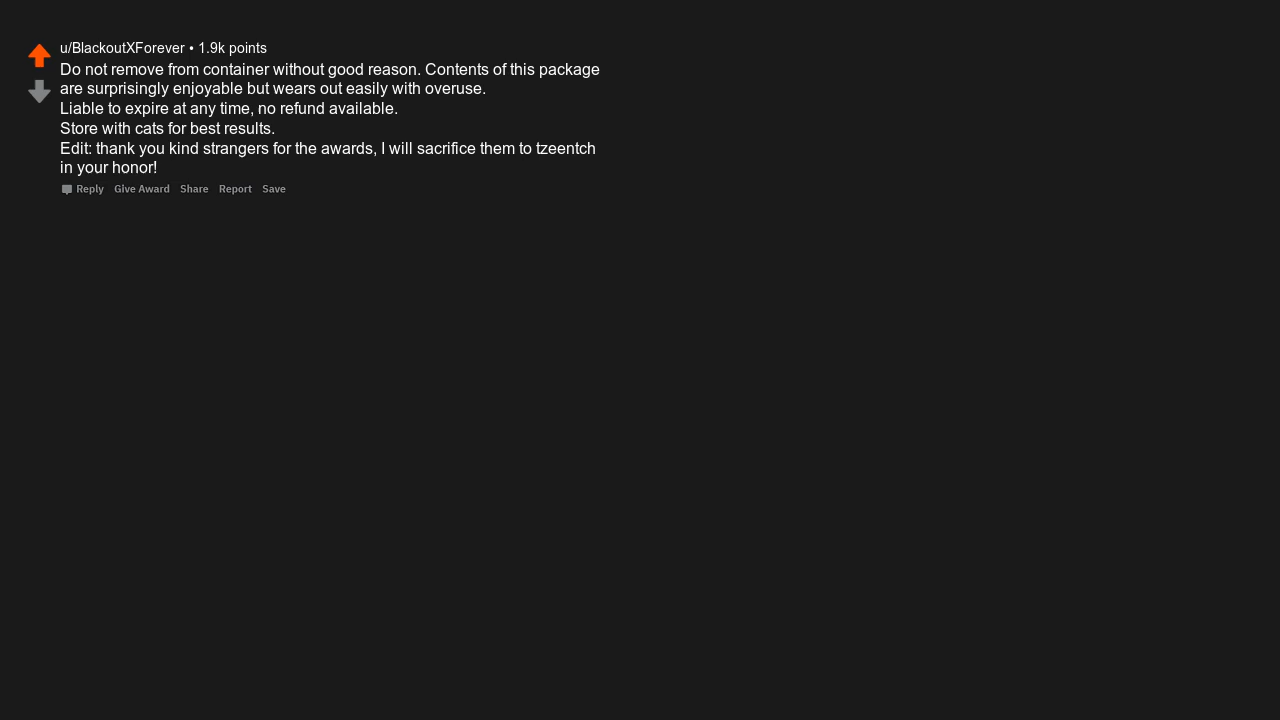 u/BlackoutXForever • 1.9k points
Do not remove from container without good reason. Contents of this package
are surprisingly enjoyable but wears out easily with overuse.
Liable to expire at any time, no refund available.
Store with cats for best results.
Edit: thank you kind strangers for the awards, I will sacrifice them to tzeentch
in your honor!
Reply Give Award Share Report Save